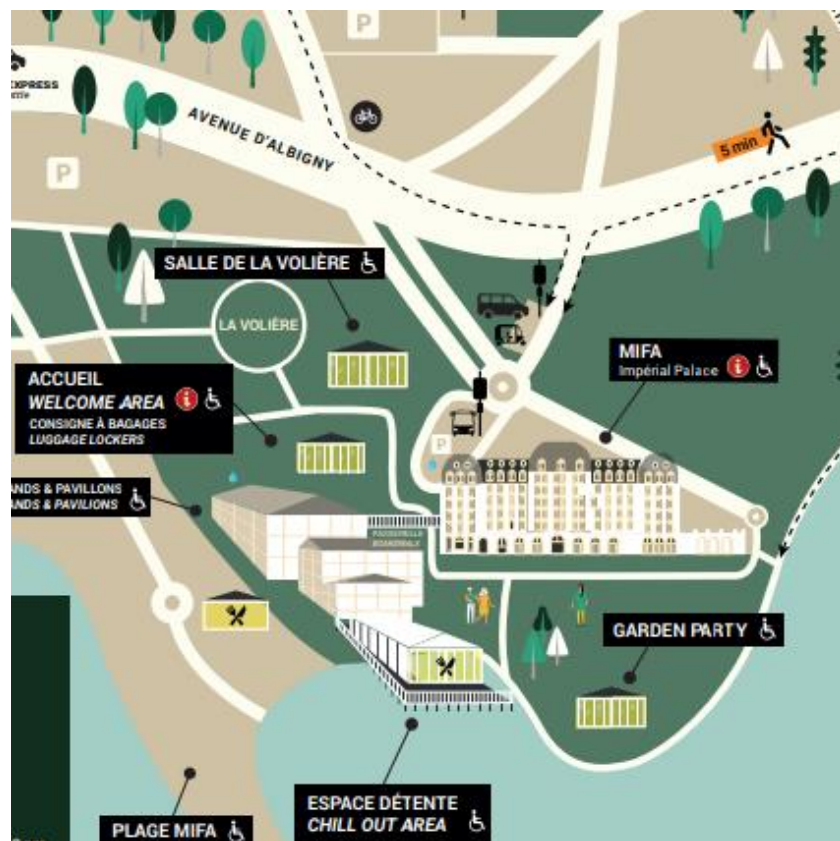 P
EXPRESS
AVENUE D'ALBIGNY
5 min
P
SALLE DE LA VOLIÈRE
LA VOLIÈRE
MIFA
Impérial Palace
ACCUEIL
WELCOME AREA
CONSIGNE À BAGAGES
LUGGAGE LOCKERS
P
ANDS & PAVILLONS
ANDS & PAVILIONS
PASSERELLE
BOARDWALK
GARDEN PARTY
ESPACE DÉTENTE
CHILL OUT AREA
PLAGE MIFA